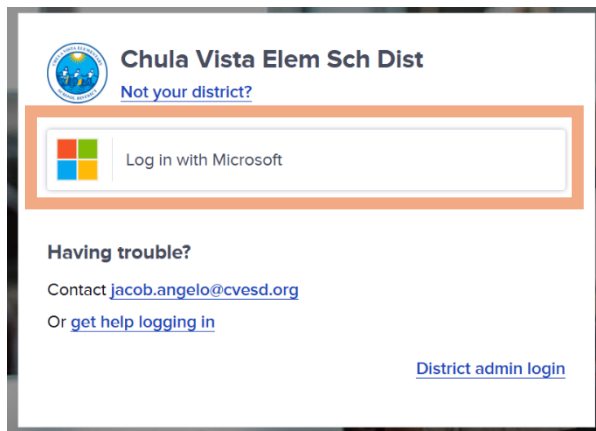 Chula Vista Elem Sch Dist
Not your district?
Log in with Microsoft
Having trouble?
Contact jacob.angelo@cvesd.org
Or get help logging in
District admin login